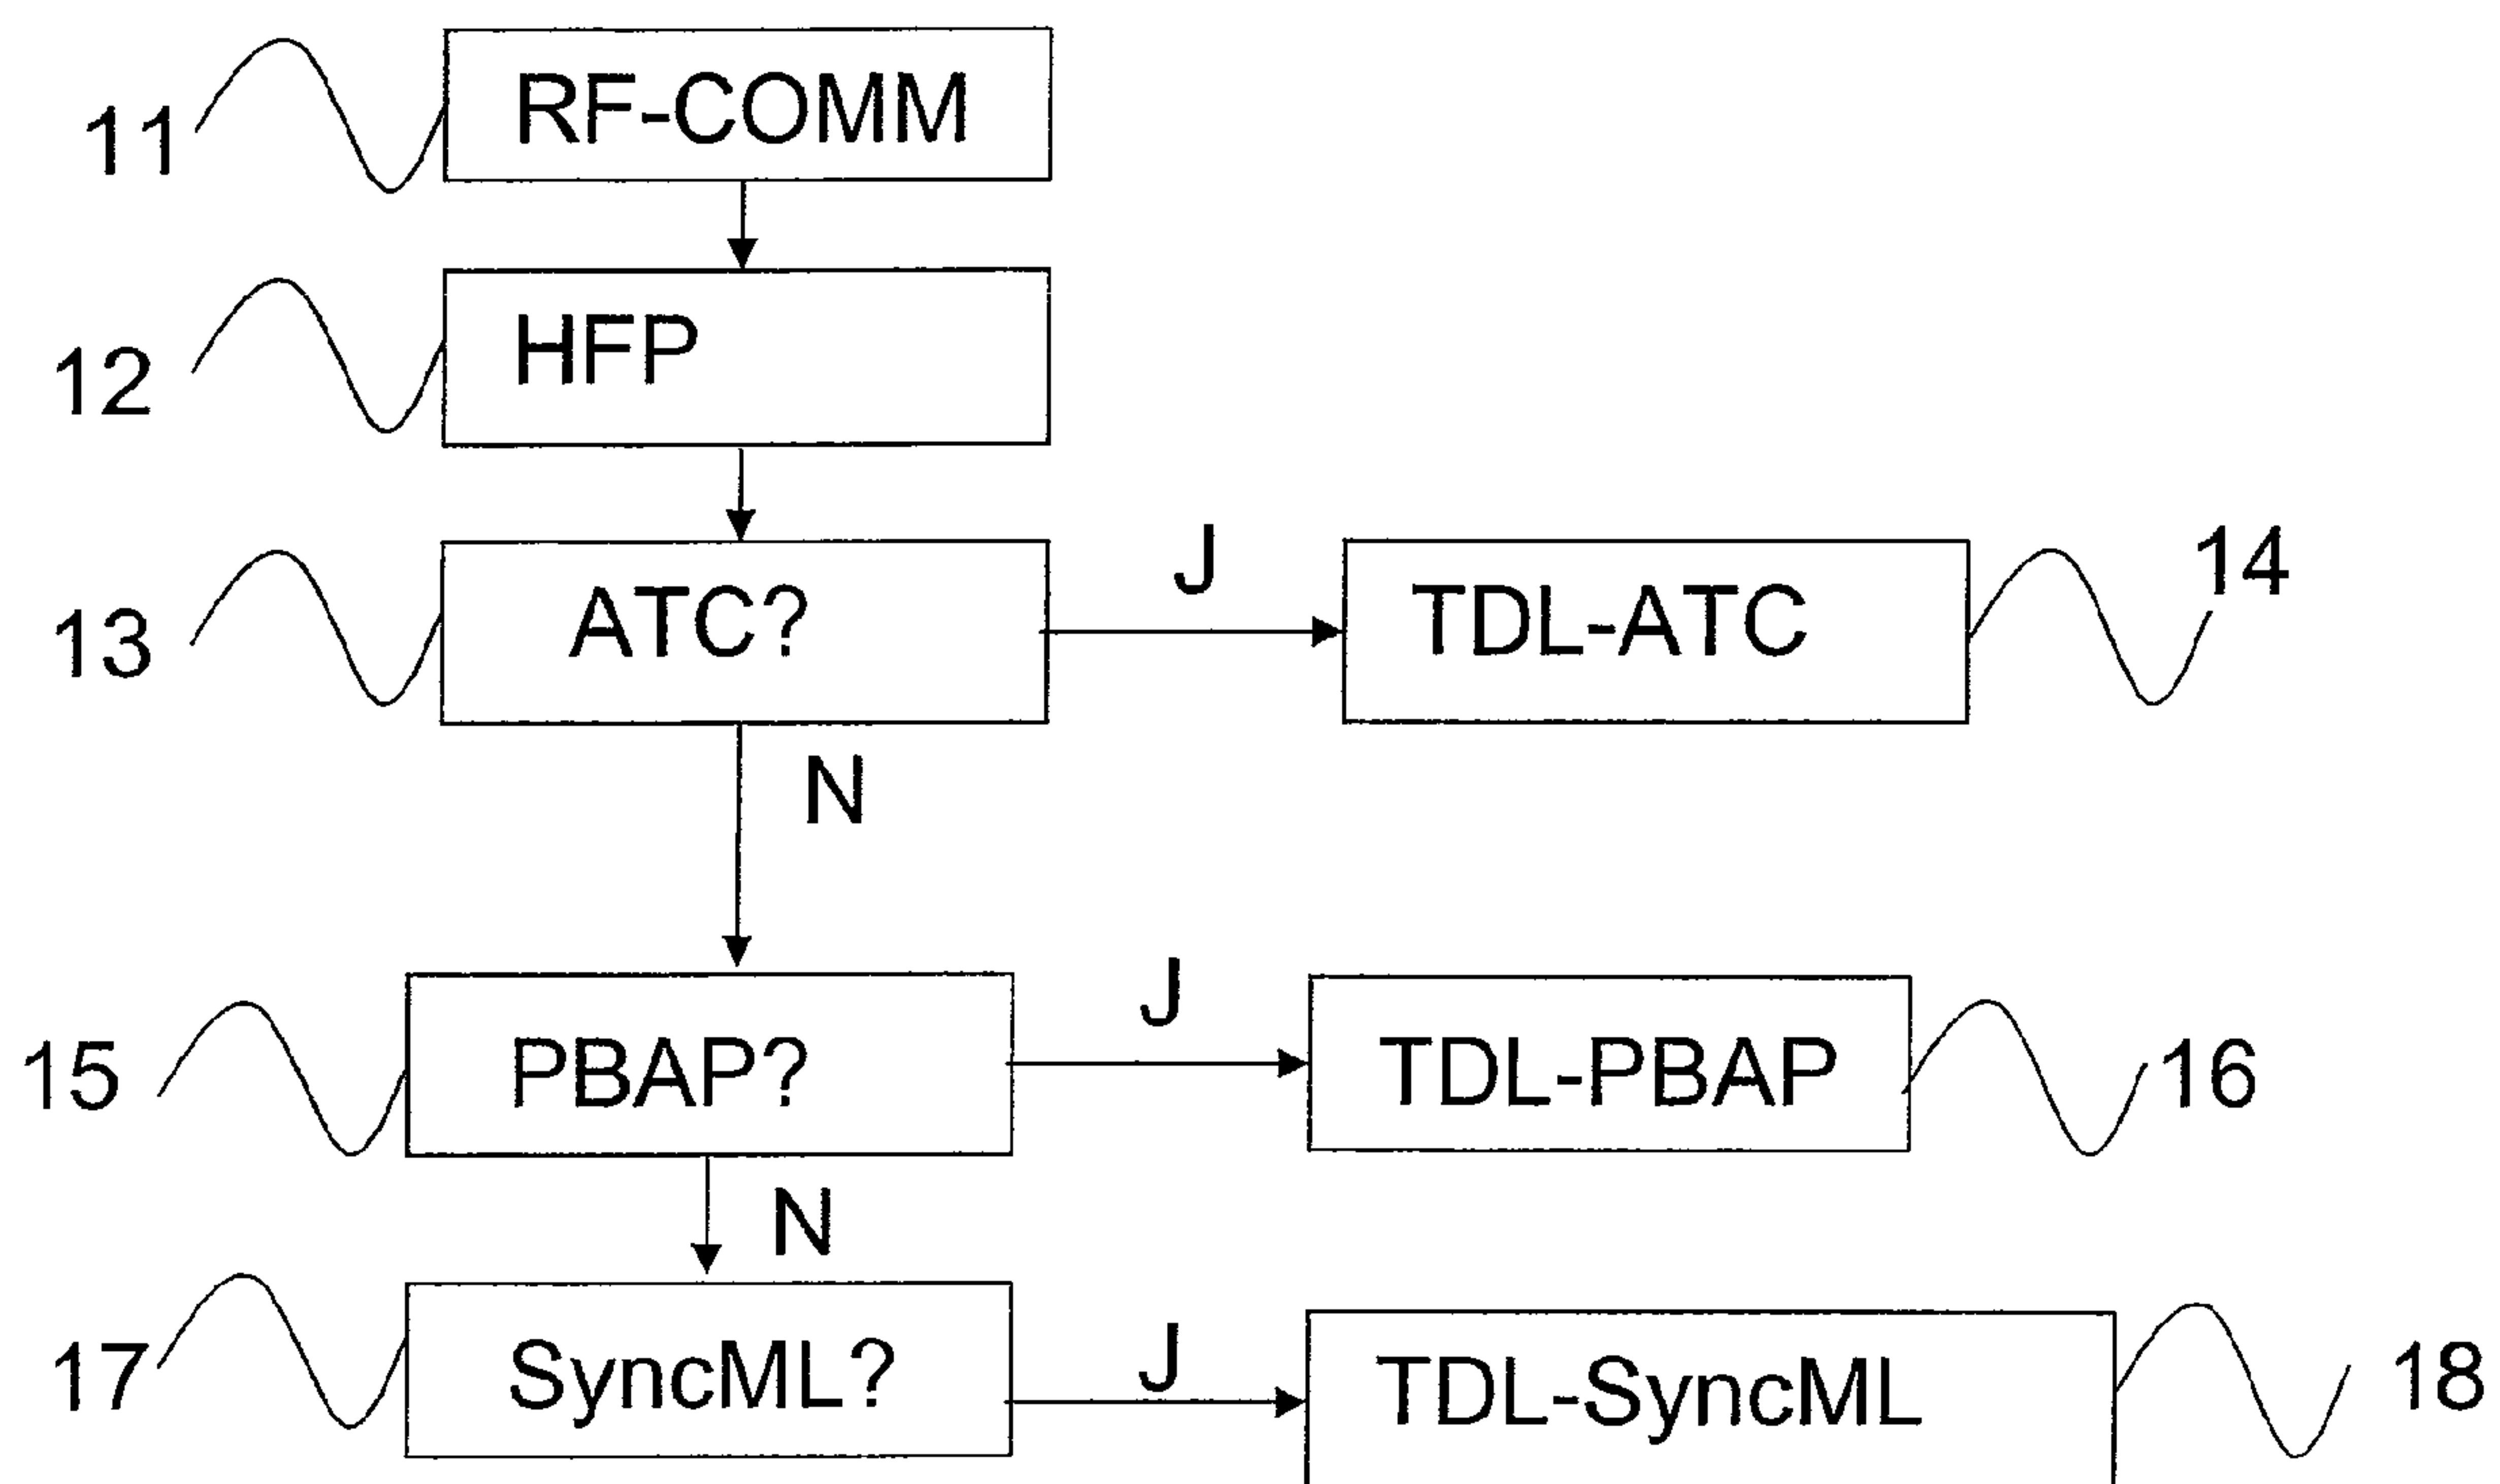 11 RF-COMM
12 HFP
13 ATC? J TDL-ATC 14
N
15 PBAP? J TDL-PBAP 16
N
17 SyncML? J TDL-SyncML 18